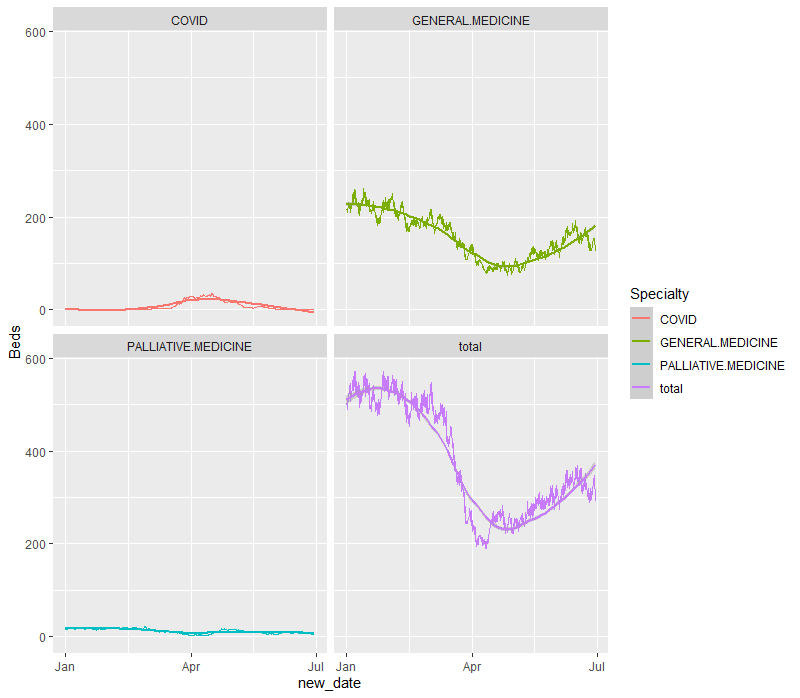 COVID
GENERAL.MEDICINE
600
400
200
0
PALLIATIVE.MEDICINE
total
600
400
200
0
Jan
Apr
Jul
Jan
Apr
Jul
new_date
Beds
Specialty
COVID
GENERAL.MEDICINE
PALLIATIVE.MEDICINE
total